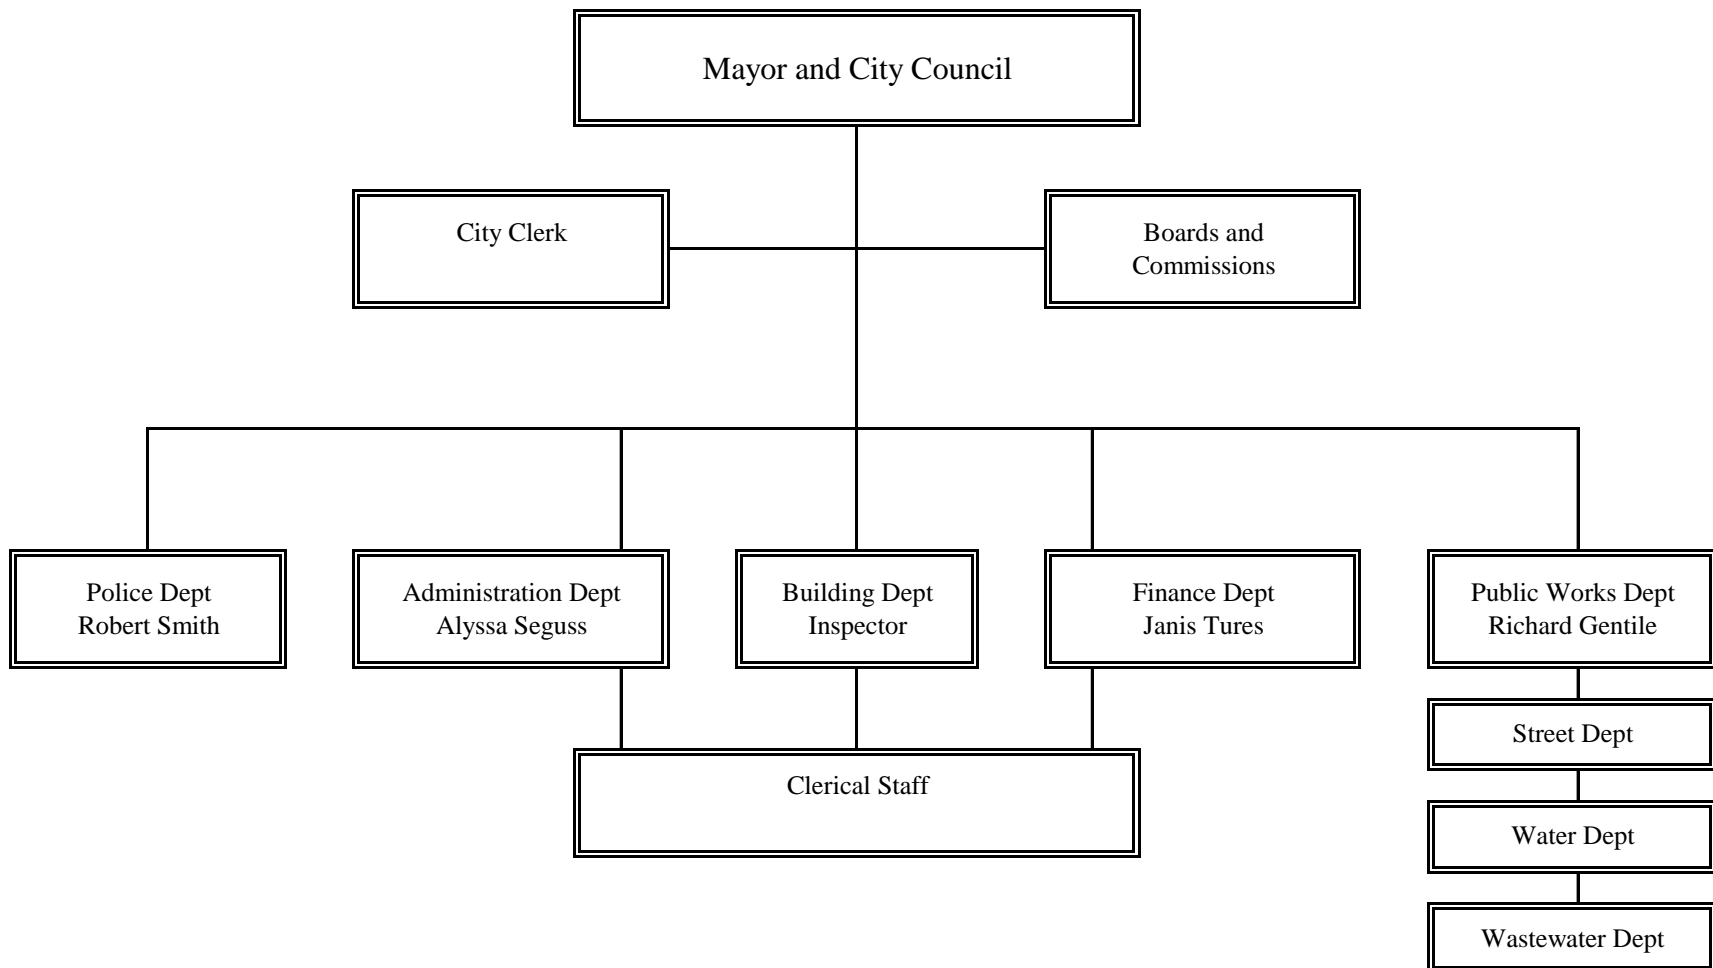 Mayor and City Council
City Clerk
Boards and
Commissions
Police Dept
Robert Smith
Administration Dept
Alyssa Seguss
Building Dept
Inspector
Finance Dept
Janis Tures
Public Works Dept
Richard Gentile
Street Dept
Clerical Staff
Water Dept
Wastewater Dept